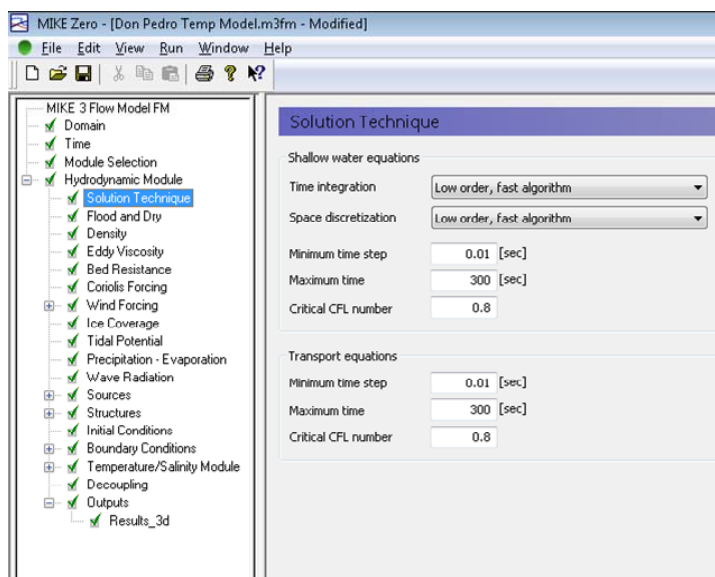 MIKE Zero - [Don Pedro Temp Model.m3fm - Modified]
File Edit View Run Window Help
MIKE 3 Flow Model FM
Domain
Time
Module Selection
Hydrodynamic Module
Solution Technique
Flood and Dry
Density
Eddy Viscosity
Bed Resistance
Coriolis Forcing
Wind Forcing
Ice Coverage
Tidal Potential
Precipitation - Evaporation
Wave Radiation
Sources
Structures
Initial Conditions
Boundary Conditions
Temperature/Salinity Module
Decoupling
Outputs
Results_3d
Solution Technique
Shallow water equations
Time integration Low order, fast algorithm
Space discretization Low order, fast algorithm
Minimum time step 0.01 [sec]
Maximum time 300 [sec]
Critical CFL number 0.8
Transport equations
Minimum time step 0.01 [sec]
Maximum time 300 [sec]
Critical CFL number 0.8